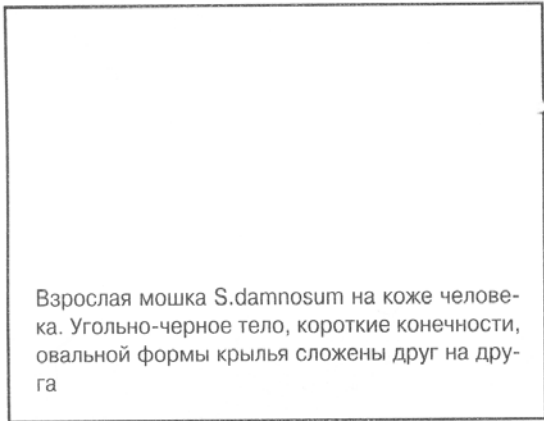 Взрослая мошка S.damnosum на коже челове-
ка. Угольно-черное тело, короткие конечности,
овальной формы крылья сложены друг на дру-
га